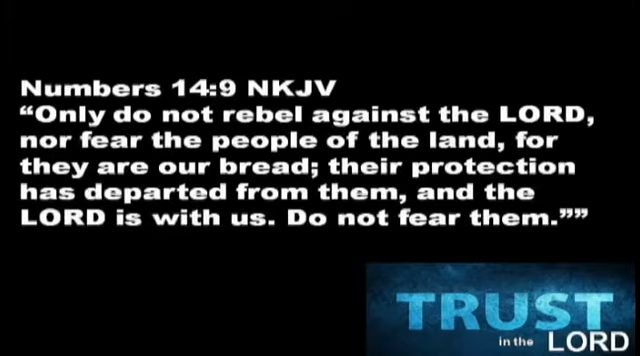 Numbers 14:9 NKJV
“Only do not rebel against the LORD,
nor fear the people of the land, for
they are our bread; their protection
has departed from them, and the
LORD is with us. Do not fear them.””
TRUST
in the LORD